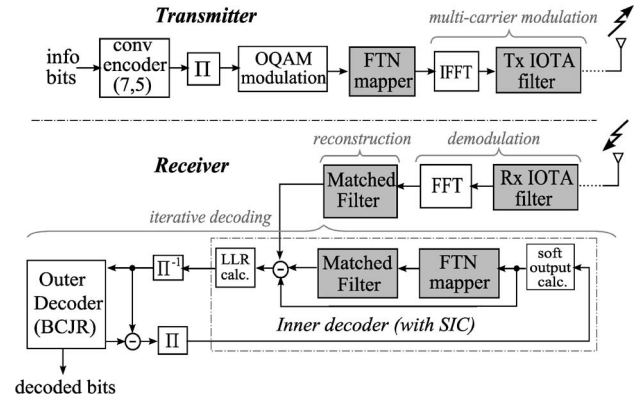 Transmitter
multi-carrier modulation
info
bits
conv
encoder
(7,5)
Π
OQAM
modulation
FTN
mapper
IFFT
Tx IOTA
filter
Receiver
reconstruction
demodulation
Matched
Filter
FFT
Rx IOTA
filter
iterative decoding
Outer
Decoder
(BCJR)
Π-1
LLR
calc.
Matched
Filter
FTN
mapper
soft
output
calc.
Inner decoder (with SIC)
Π
decoded bits